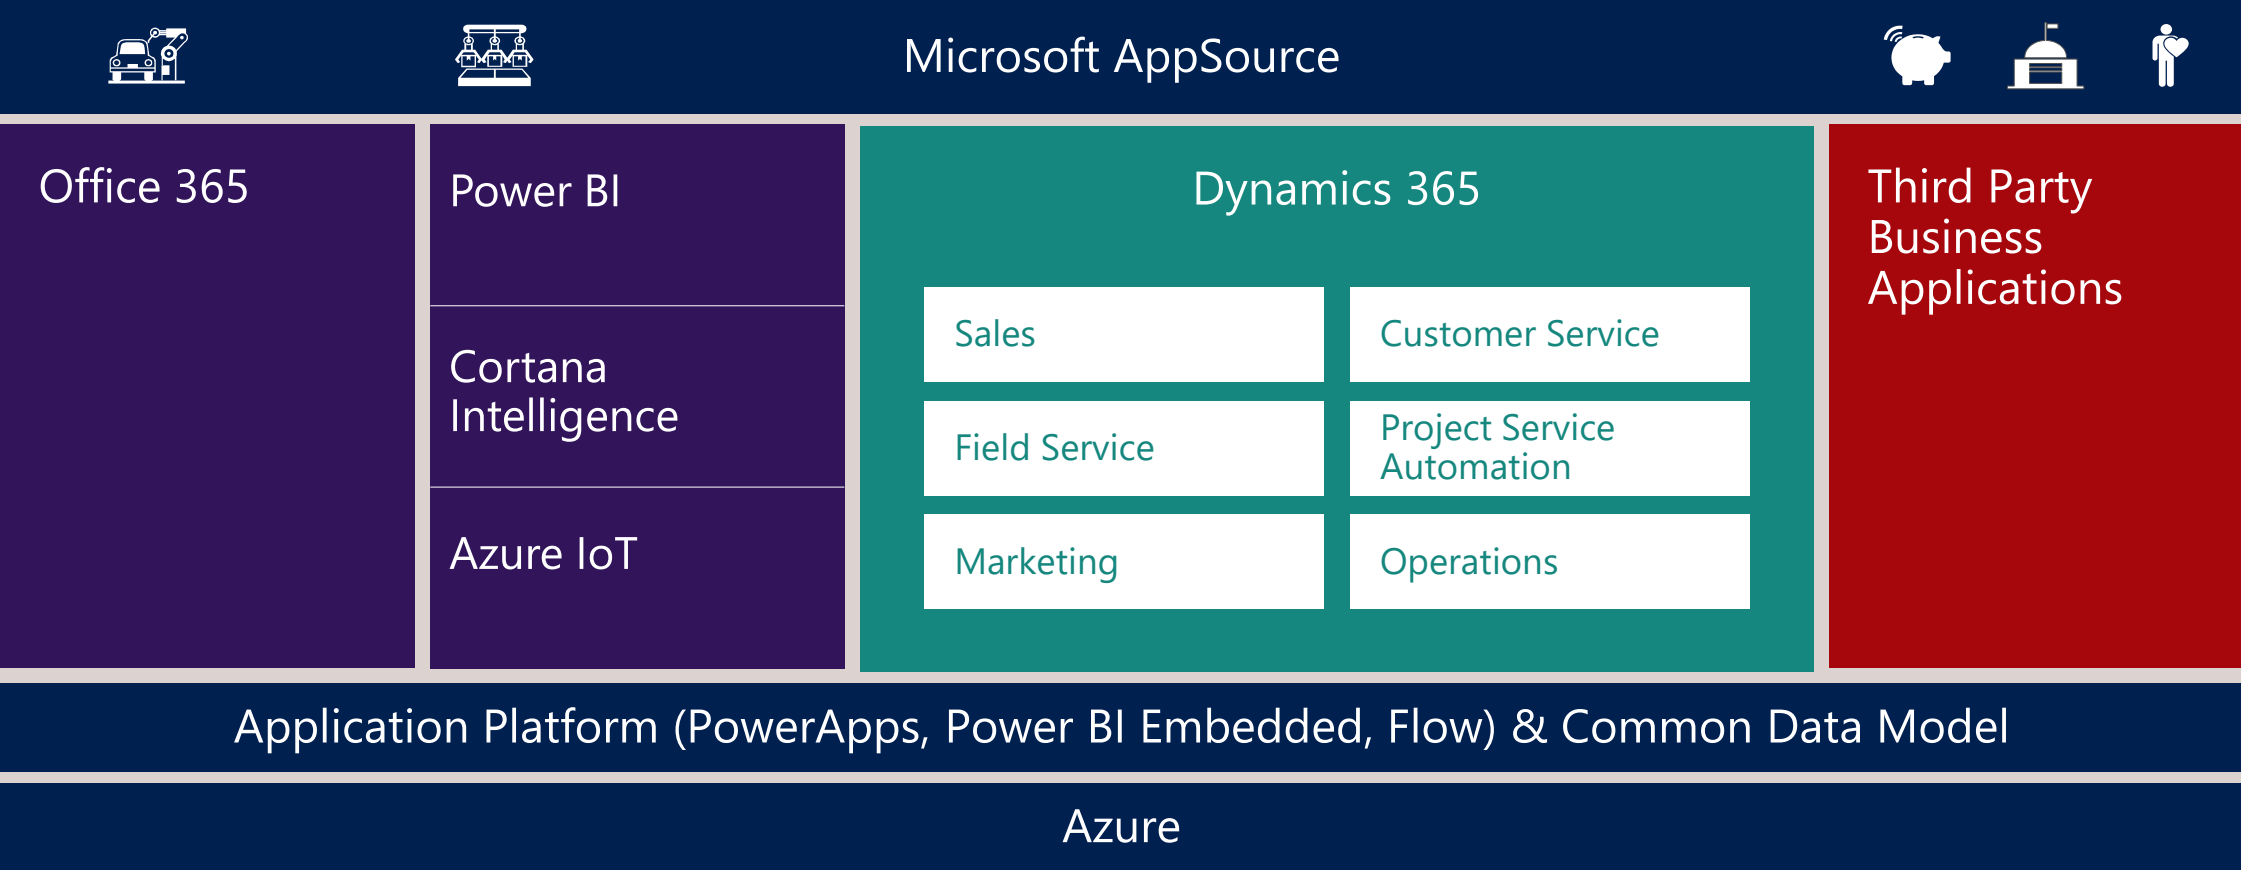 Microsoft AppSource
Office 365
Power BI
Cortana
Intelligence
Azure IoT
Dynamics 365
Sales
Customer Service
Field Service
Project Service
Automation
Marketing
Operations
Third Party
Business
Applications
Application Platform (PowerApps, Power BI Embedded, Flow) & Common Data Model
Azure